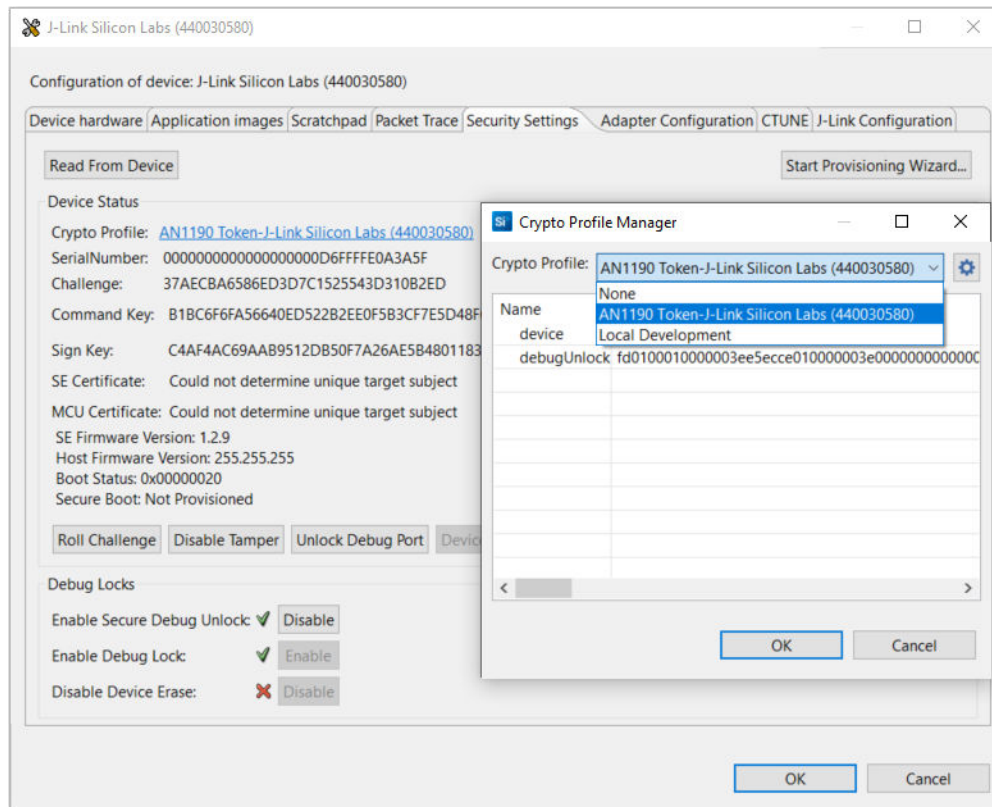 J-Link Silicon Labs (440030580)
Configuration of device: J-Link Silicon Labs (440030580)
Device hardware Application images Scratchpad Packet Trace Security Settings Adapter Configuration CTUNE J-Link Configuration
Read From Device
Start Provisioning Wizard...
Device Status
Crypto Profile: AN1190 Token-J-Link Silicon Labs (440030580)
SerialNumber: 0000000000000000000D6FFFFE0A3A5F
Challenge: 37AECBA6586ED3D7C1525543D310B2ED
Command Key: B1BC6F6FA56640ED522B2EE0F5B3CF7E5D48F
Sign Key: C4AF4AC69AAB9512DB50F7A26AE5B4801183
SE Certificate: Could not determine unique target subject
MCU Certificate: Could not determine unique target subject
SE Firmware Version: 1.2.9
Host Firmware Version: 255.255.255
Boot Status: 0x00000020
Secure Boot: Not Provisioned
Roll Challenge Disable Tamper Unlock Debug Port Devic
Debug Locks
Enable Secure Debug Unlock: Disable
Enable Debug Lock: Enable
Disable Device Erase: Disable
OK Cancel
Si
Crypto Profile Manager
Crypto Profile: AN1190 Token-J-Link Silicon Labs (440030580)
None
AN1190 Token-J-Link Silicon Labs (440030580)
Local Development
Name
device
debugUnlock fd0100010000003ee5ecce010000003e000000000000C
OK Cancel